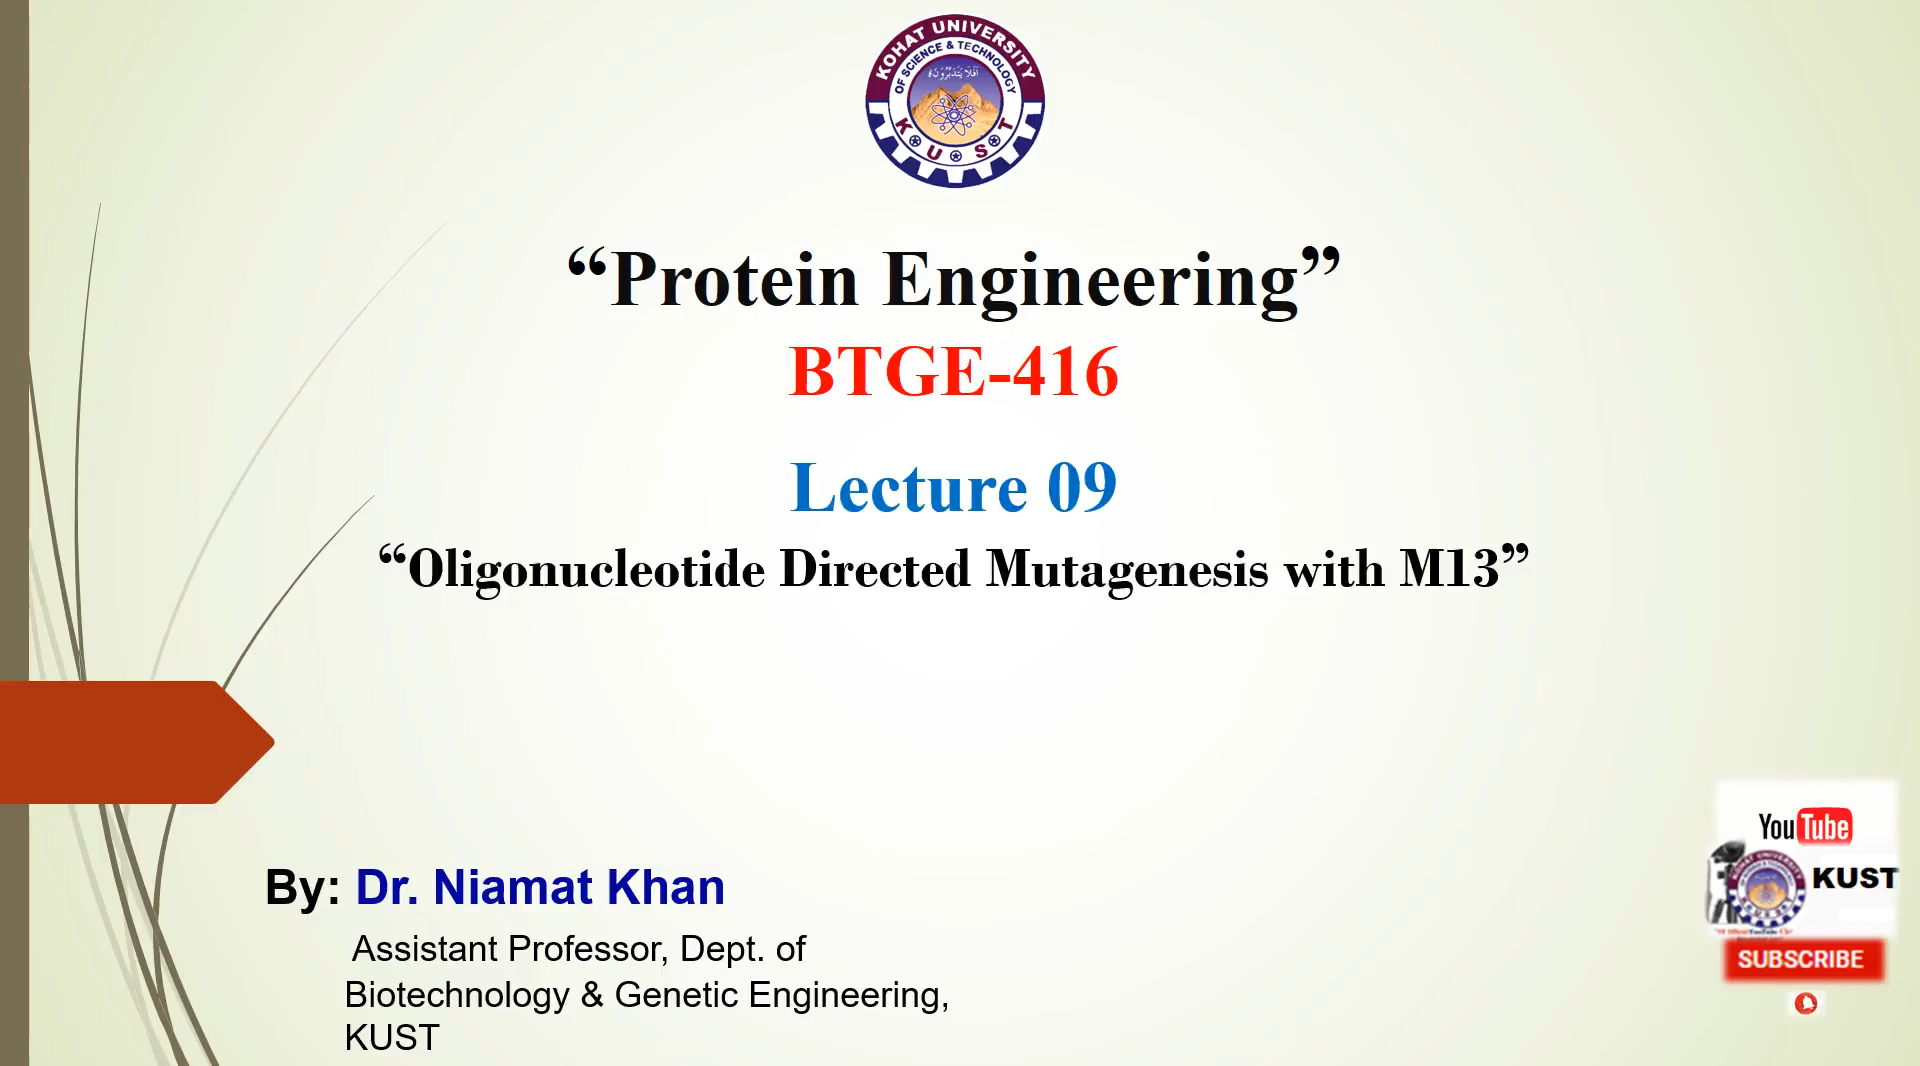 KOHAT UNIVERSITY
OF SCIENCE & TECHNOLOGY
K U S T
“Protein Engineering”
BTGE-416
Lecture 09
“Oligonucleotide Directed Mutagenesis with M13”
By: Dr. Niamat Khan
Assistant Professor, Dept. of
Biotechnology & Genetic Engineering,
KUST
YouTube
KUST
SUBSCRIBE